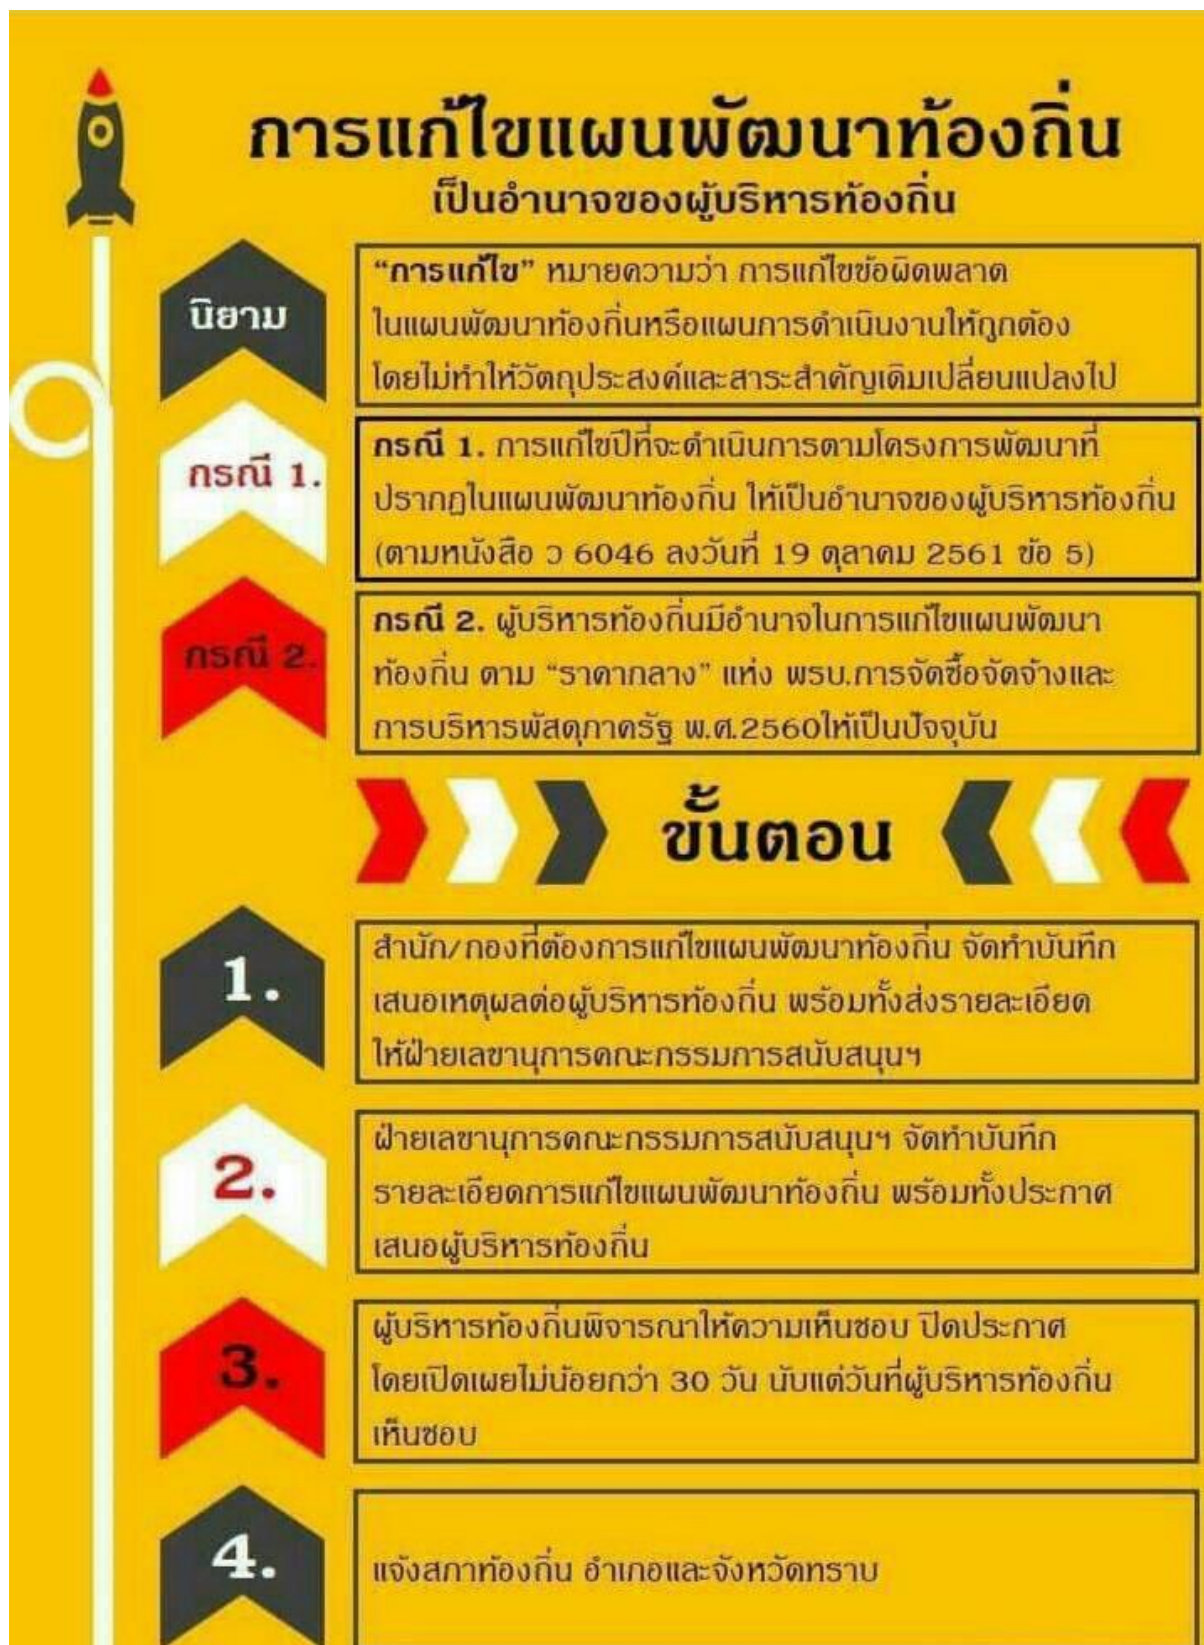 การแก้ไขแผนพัฒนาท้องถิ่น
เป็นอำนาจของผู้บริหารท้องถิ่น
นิยาม
“การแก้ไข” หมายความว่า การแก้ไขข้อผิดพลาด
ในแผนพัฒนาท้องถิ่นหรือแผนการดำเนินงานให้ถูกต้อง
โดยไม่ทำให้วัตถุประสงค์และสาระสำคัญเดิมเปลี่ยนแปลงไป
กรณี 1.
กรณี 1. การแก้ไขปีที่จะดำเนินการตามโครงการพัฒนาที่
ปรากฏในแผนพัฒนาท้องถิ่น ให้เป็นอำนาจของผู้บริหารท้องถิ่น
(ตามหนังสือ ว 6046 ลงวันที่ 19 ตุลาคม 2561 ข้อ 5)
กรณี 2.
กรณี 2. ผู้บริหารท้องถิ่นมีอำนาจในการแก้ไขแผนพัฒนา
ท้องถิ่น ตาม “ราคากลาง” แห่ง พรบ.การจัดซื้อจัดจ้างและ
การบริหารพัสดุภาครัฐ พ.ศ.2560ให้เป็นปัจจุบัน
ขั้นตอน
1.
สำนัก/กองที่ต้องการแก้ไขแผนพัฒนาท้องถิ่น จัดทำบันทึก
เสนอเหตุผลต่อผู้บริหารท้องถิ่น พร้อมทั้งส่งรายละเอียด
ให้ฝ่ายเลขานุการคณะกรรมการสนับสนุนฯ
2.
ฝ่ายเลขานุการคณะกรรมการสนับสนุนฯ จัดทำบันทึก
รายละเอียดการแก้ไขแผนพัฒนาท้องถิ่น พร้อมทั้งประกาศ
เสนอผู้บริหารท้องถิ่น
3.
ผู้บริหารท้องถิ่นพิจารณาให้ความเห็นชอบ ปิดประกาศ
โดยเปิดเผยไม่น้อยกว่า 30 วัน นับแต่วันที่ผู้บริหารท้องถิ่น
เห็นชอบ
4.
แจ้งสภาท้องถิ่น อำเภอและจังหวัดทราบ